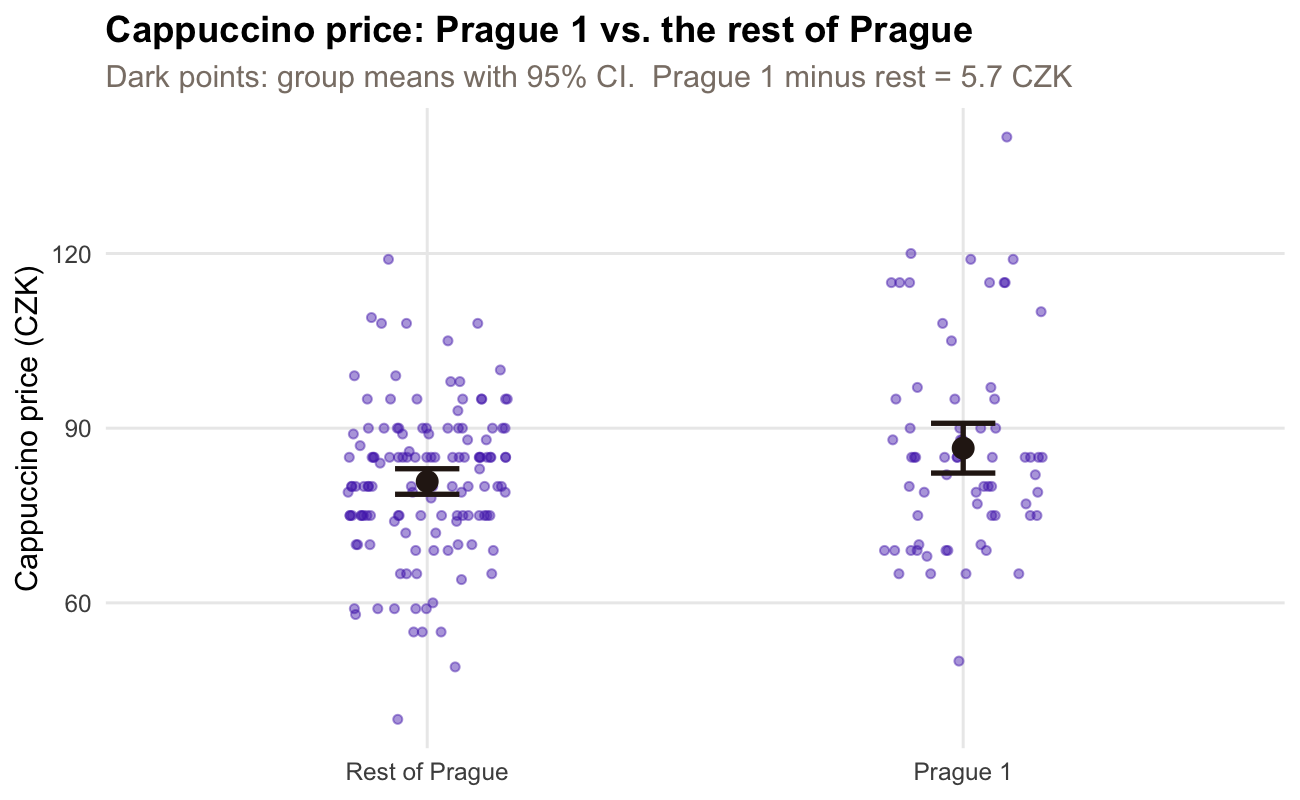 Cappuccino price: Prague 1 vs. the rest of Prague
Dark points: group means with 95% CI.  Prague 1 minus rest = 5.7 CZK
Cappuccino price (CZK)
120
90
60
Rest of Prague
Prague 1